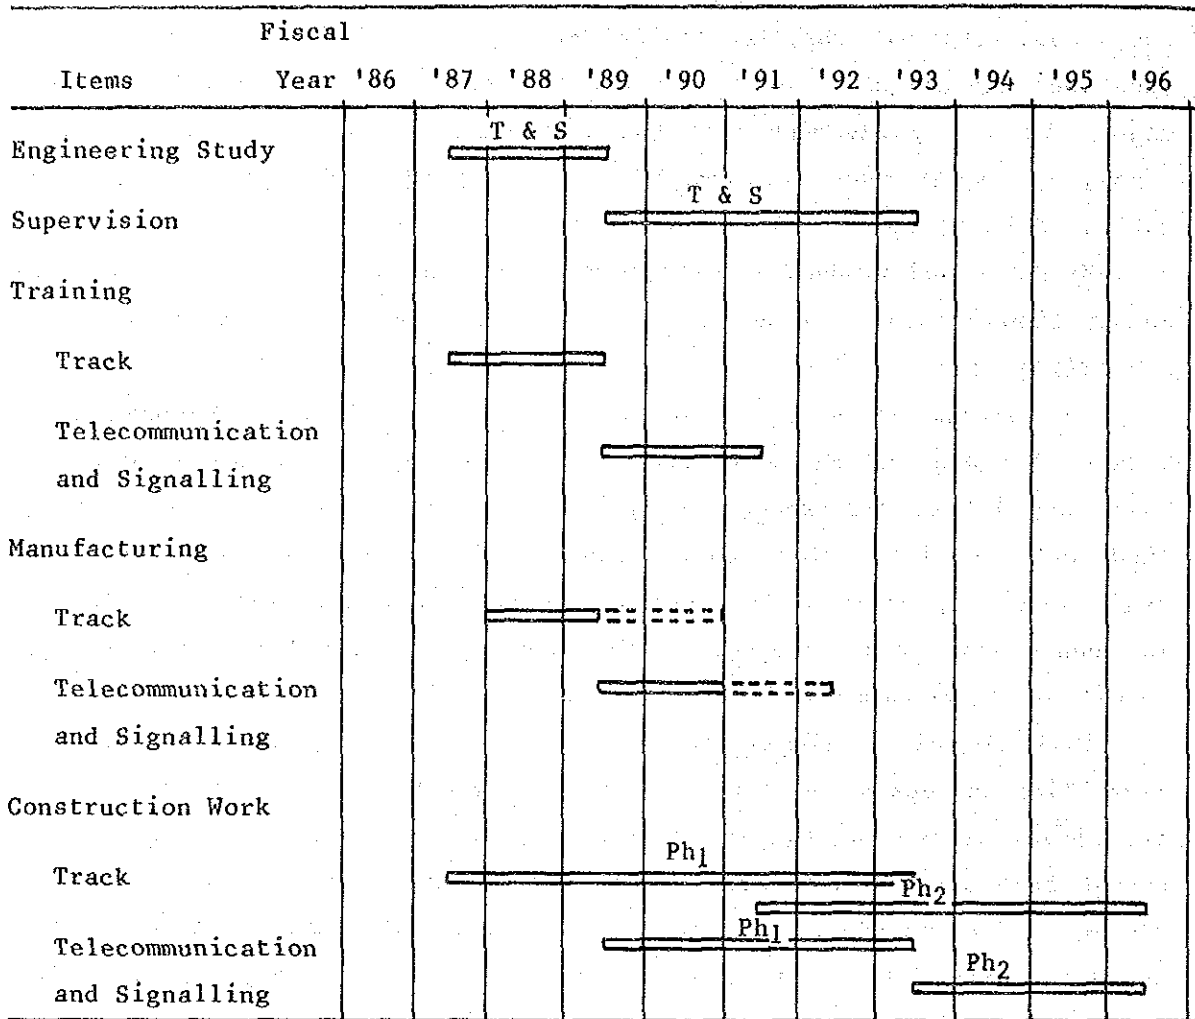 Fiscal
Items Year '86 '87 '88 '89 '90 '91 '92 '93 '94 '95 '96
T & S
Engineering Study
T & S
Supervision
Training
Track
Telecommunication
and Signalling
Manufacturing
Track
Telecommunication
and Signalling
Construction Work
Ph1
Track
Ph2
Ph1
Telecommunication
Ph2
and Signalling